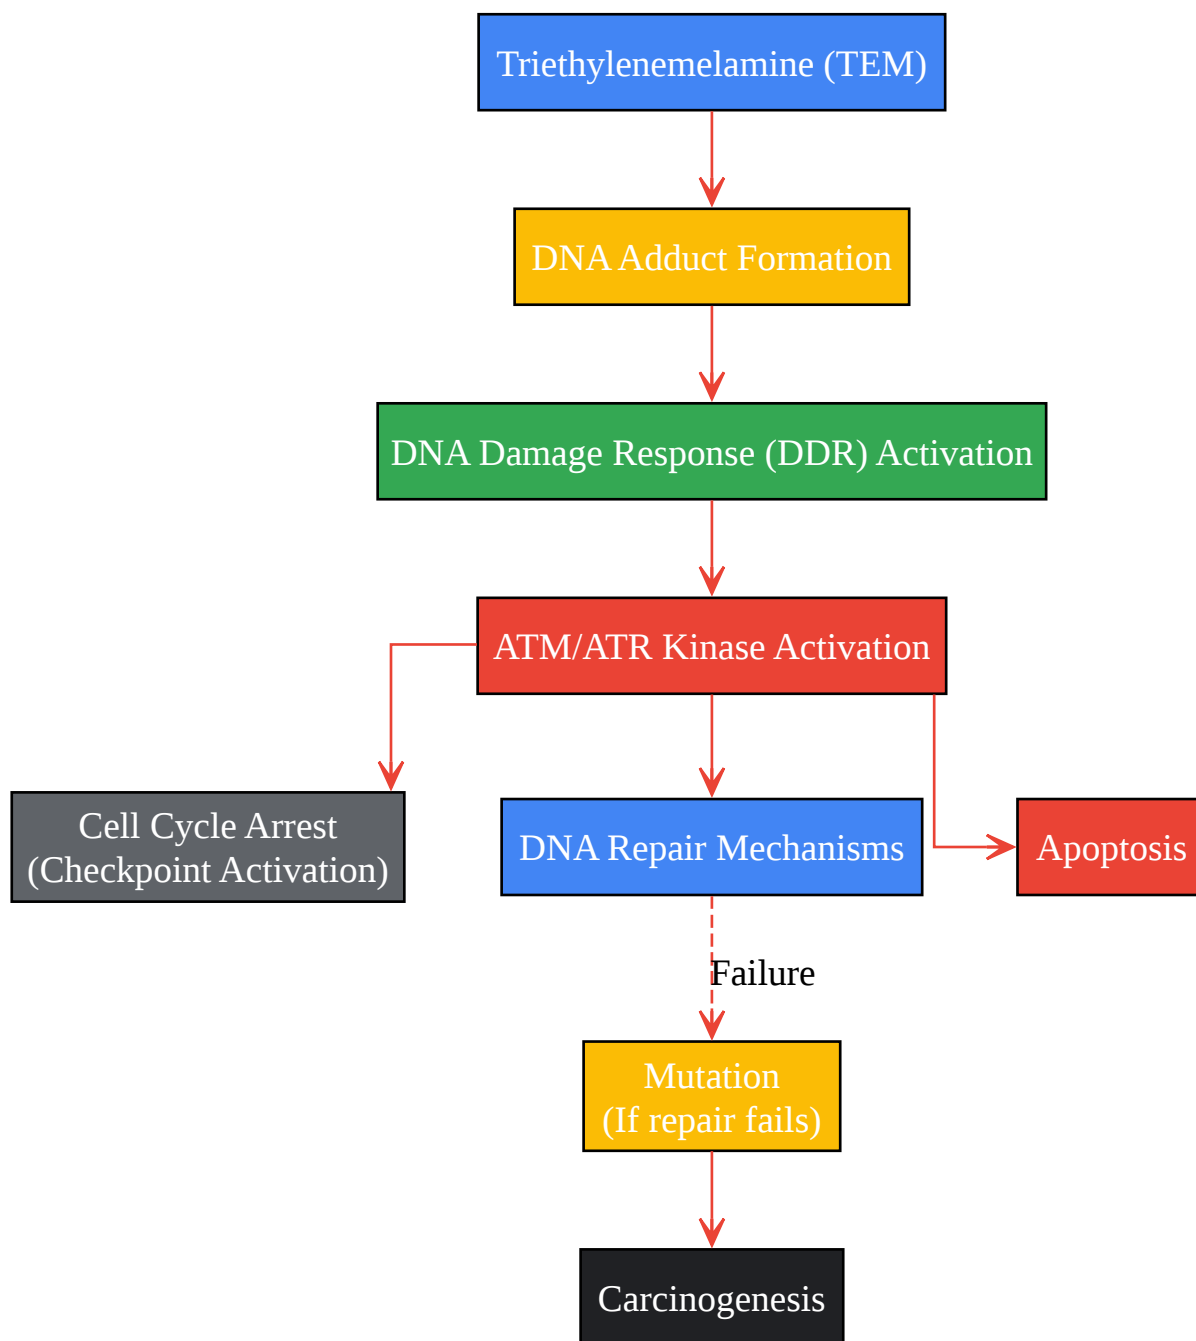 Triethylenemelamine (TEM)
DNA Adduct Formation
DNA Damage Response (DDR) Activation
ATM/ATR Kinase Activation
Cell Cycle Arrest
(Checkpoint Activation)
DNA Repair Mechanisms
Apoptosis
Failure
Mutation
(If repair fails)
Carcinogenesis